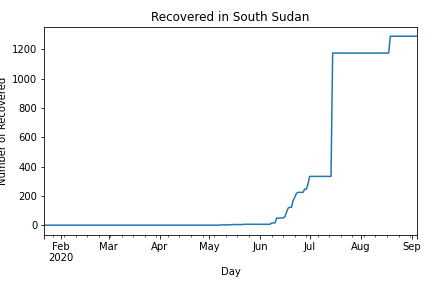 Recovered in South Sudan
Number of Recovered
1200
1000
800
600
400
200
0
Feb Mar Apr May Jun Jul Aug Sep
2020
Day